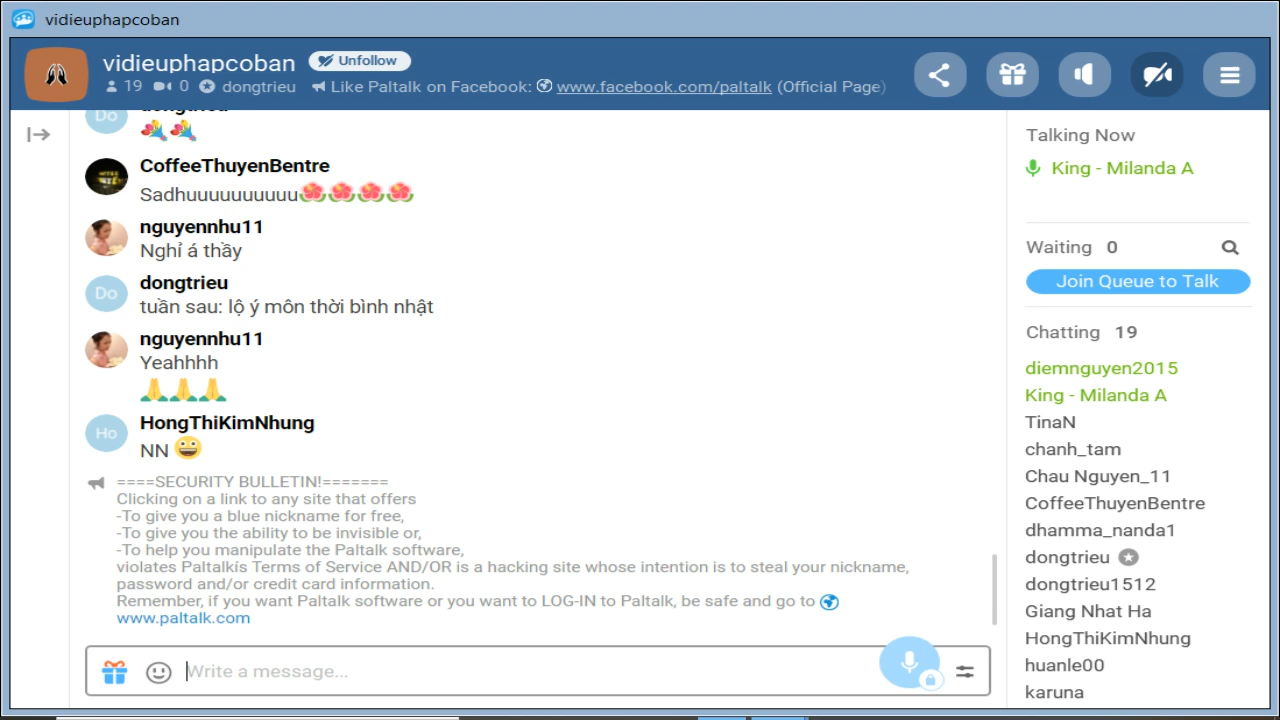 vidieuphapcoban
vidieuphapcoban
Unfollow
19 0 dongtrieu Like Paltalk on Facebook: www.facebook.com/paltalk (Official Page)
Do
dongtrieu
CoffeeThuyenBentre
Sadhuuuuuuuuuu
nguyennhu11
Nghỉ á thầy
Do
dongtrieu
tuần sau: lộ ý môn thời bình nhật
nguyennhu11
Yeahhhh
Ho
HongThiKimNhung
NN
====SECURITY BULLETIN!=======
Clicking on a link to any site that offers
-To give you a blue nickname for free,
-To give you the ability to be invisible or,
-To help you manipulate the Paltalk software,
violates Paltalkís Terms of Service AND/OR is a hacking site whose intention is to steal your nickname,
password and/or credit card information.
Remember, if you want Paltalk software or you want to LOG-IN to Paltalk, be safe and go to
www.paltalk.com
Write a message...
Talking Now
King - Milanda A
Waiting 0
Join Queue to Talk
Chatting 19
diemnguyen2015
King - Milanda A
TinaN
chanh_tam
Chau Nguyen_11
CoffeeThuyenBentre
dhamma_nanda1
dongtrieu
dongtrieu1512
Giang Nhat Ha
HongThiKimNhung
huanle00
karuna